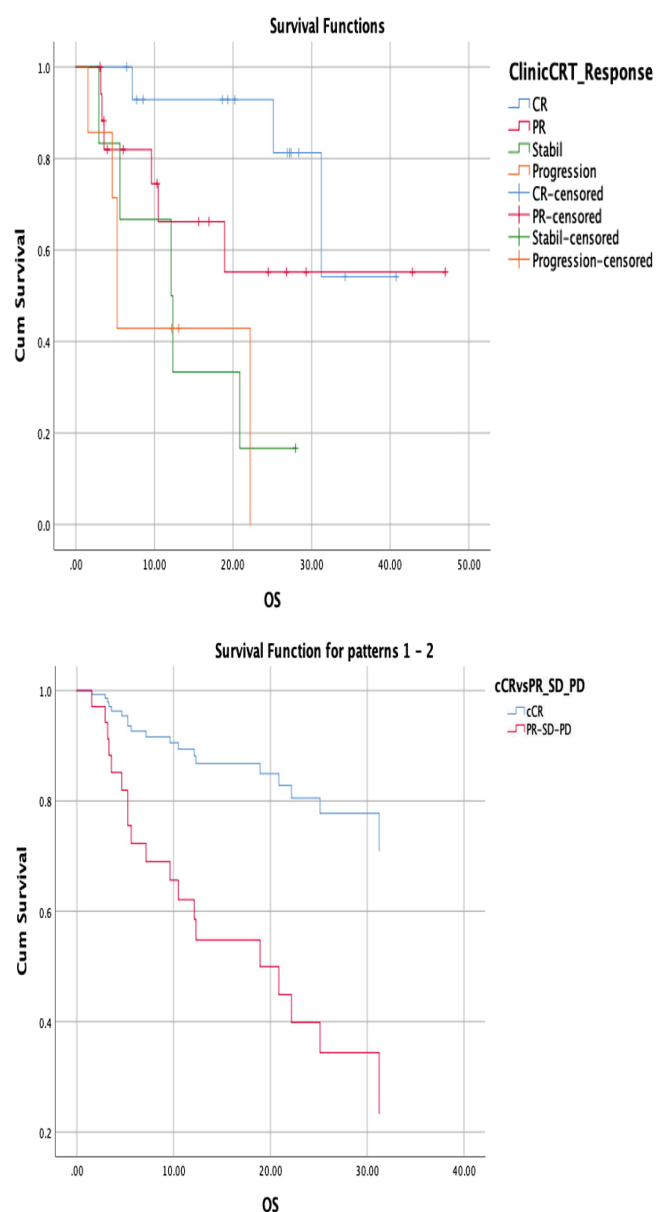 Survival Functions
ClinicCRT_Response
CR
PR
Stabil
Progression
CR-censored
PR-censored
Stabil-censored
Progression-censored
Cum Survival
1.0
0.8
0.6
0.4
0.2
0.0
.00 10.00 20.00 30.00 40.00 50.00
OS
Survival Function for patterns 1 - 2
cCRvsPR_SD_PD
cCR
PR-SD-PD
Cum Survival
1.0
0.8
0.6
0.4
0.2
.00 10.00 20.00 30.00 40.00
OS